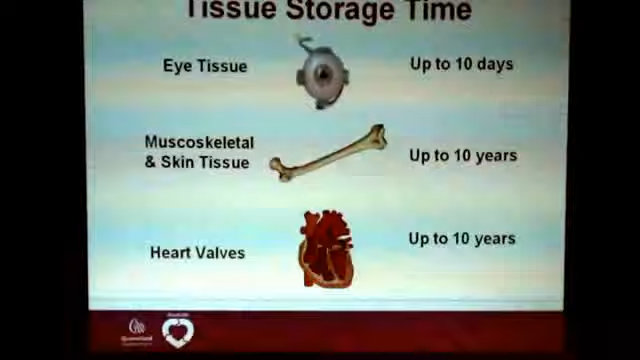 Tissue Storage Time
Eye Tissue
Up to 10 days
Muscoskeletal
& Skin Tissue
Up to 10 years
Heart Valves
Up to 10 years
Queensland